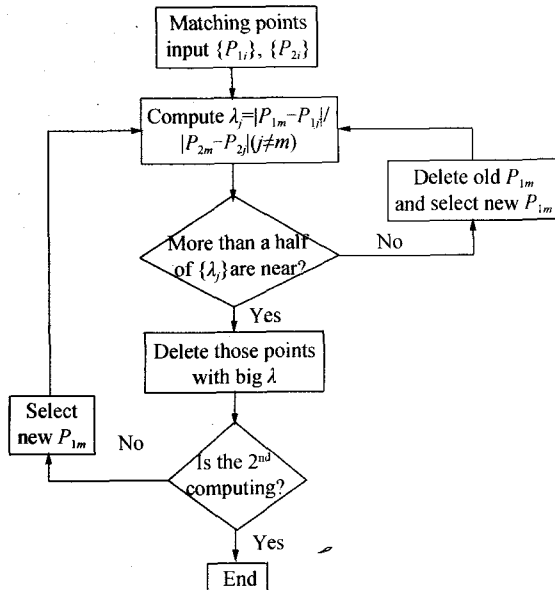 Matching points
input {P₁ᵢ}, {P₂ᵢ}
Compute λⱼ=|P₁ₘ−P₁ⱼ|/
|P₂ₘ−P₂ⱼ|(j≠m)
Delete old P₁ₘ
and select new P₁ₘ
More than a half
of {λⱼ}are near?
No
Yes
Delete those points
with big λ
Select
new P₁ₘ
No
Is the 2ⁿᵈ
computing?
Yes
End